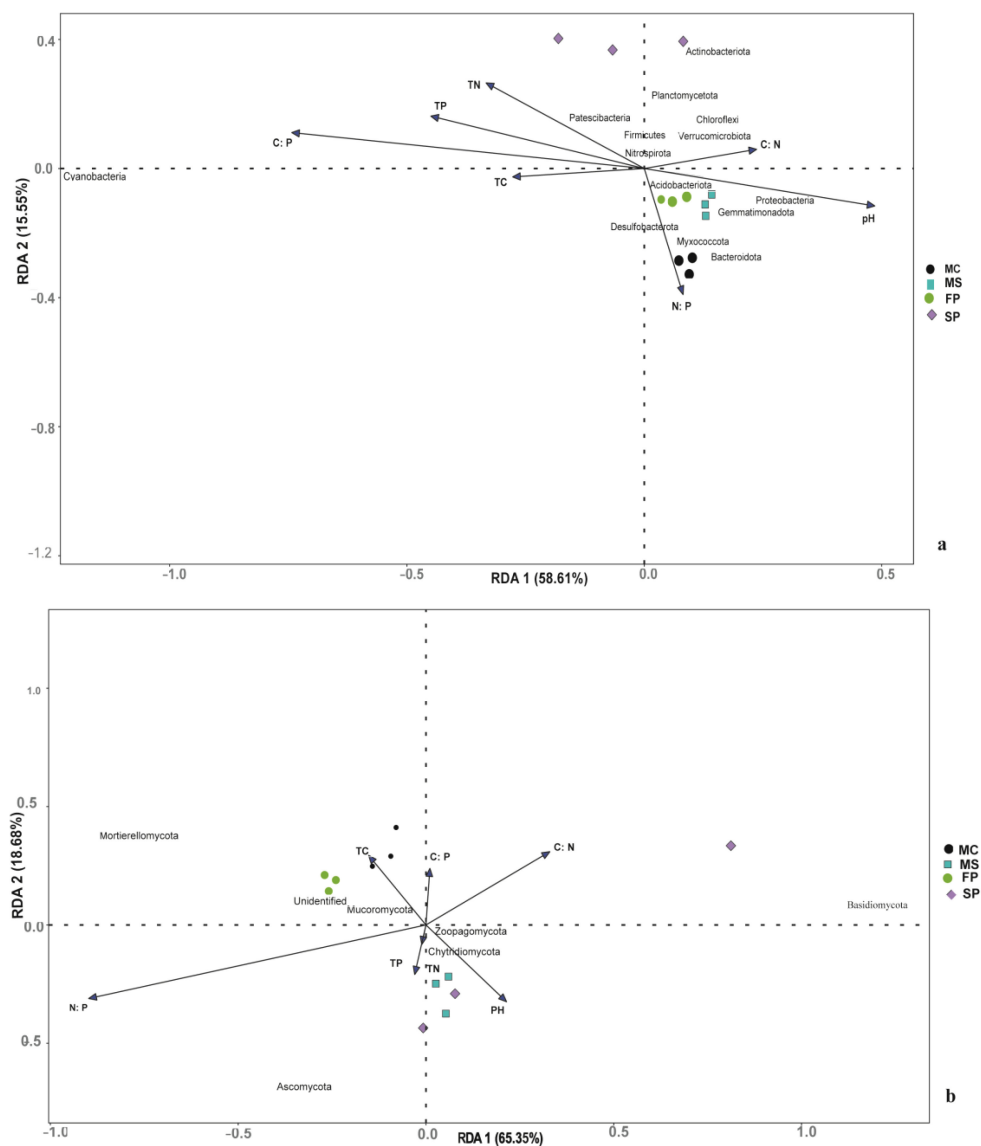 0.4
Actinobacteriota
TN
Planctomycetota
TP
Patescibacteria
Chloroflexi
Firmicutes
Verrucomicrobiota
C: P
C: N
Nitrospirota
0.0
Cyanobacteria
TC
Acidobacteriota
Proteobacteria
Gemmatimonadota
pH
Desulfobacterota
Myxococcota
Bacteroidota
N: P
−0.4
−0.8
−1.2
RDA 2 (15.55%)
MC
MS
FP
SP
a
−1.0
−0.5
0.0
0.5
RDA 1 (58.61%)
1.0
0.5
Mortierellomycota
TC
C: P
C: N
Unidentified
Mucoromycota
Basidiomycota
0.0
Zoopagomycota
Chytridiomycota
TP
TN
N: P
PH
0.5
Ascomycota
RDA 2 (18.68%)
MC
MS
FP
SP
b
−1.0
−0.5
0.0
0.5
1.0
RDA 1 (65.35%)